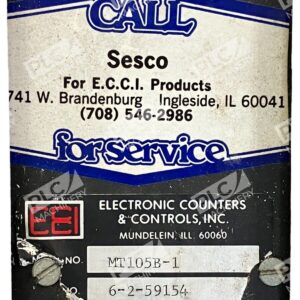 CALL
Sesco
For E.C.C.I. Products
741 W. Brandenburg Ingleside, IL 60041
(708) 546-2986
for service
ELECTRONIC COUNTERS
& CONTROLS, INC.
MUNDELEIN ILL. 60060
NO. MT105B-1
6-2-59154